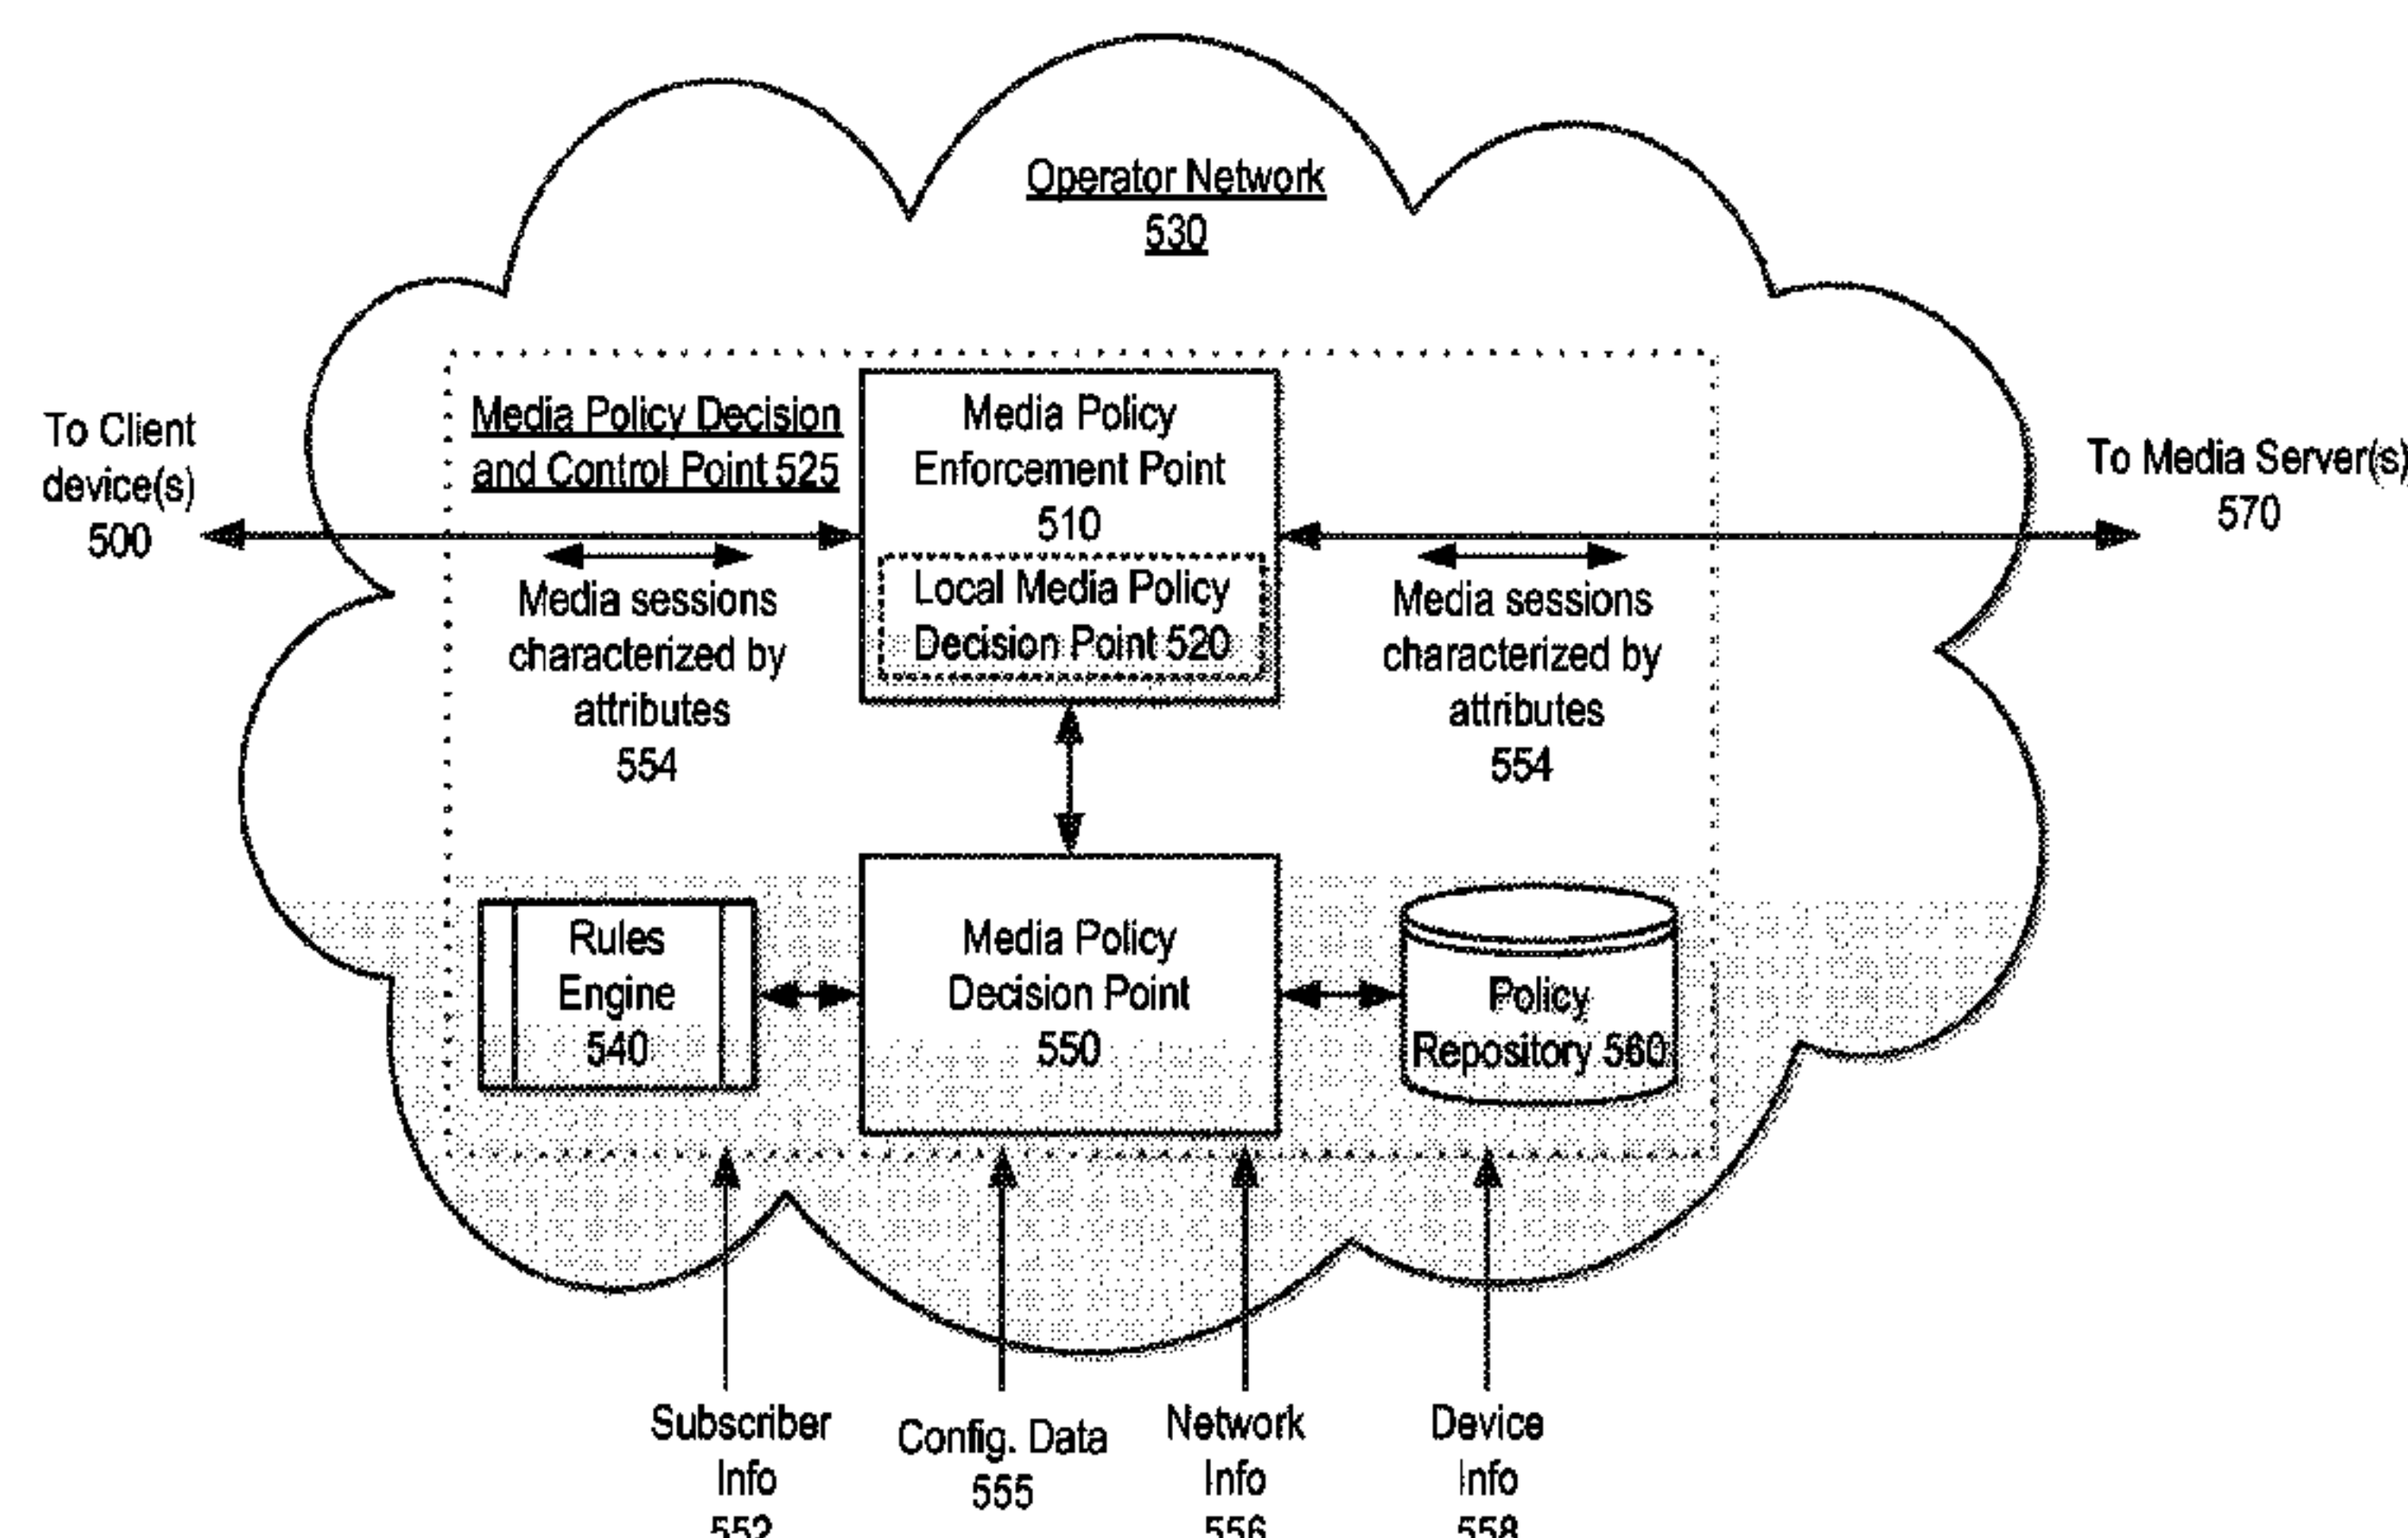 Operator Network
530
To Client
device(s)
500
Media Policy Decision
and Control Point 525
Media Policy
Enforcement Point
510
Local Media Policy
Decision Point 520
To Media Server(s)
570
Media sessions
characterized by
attributes
554
Media sessions
characterized by
attributes
554
Rules
Engine
540
Media Policy
Decision Point
550
Policy
Repository 560
Subscriber
Info
552
Config. Data
555
Network
Info
556
Device
Info
558